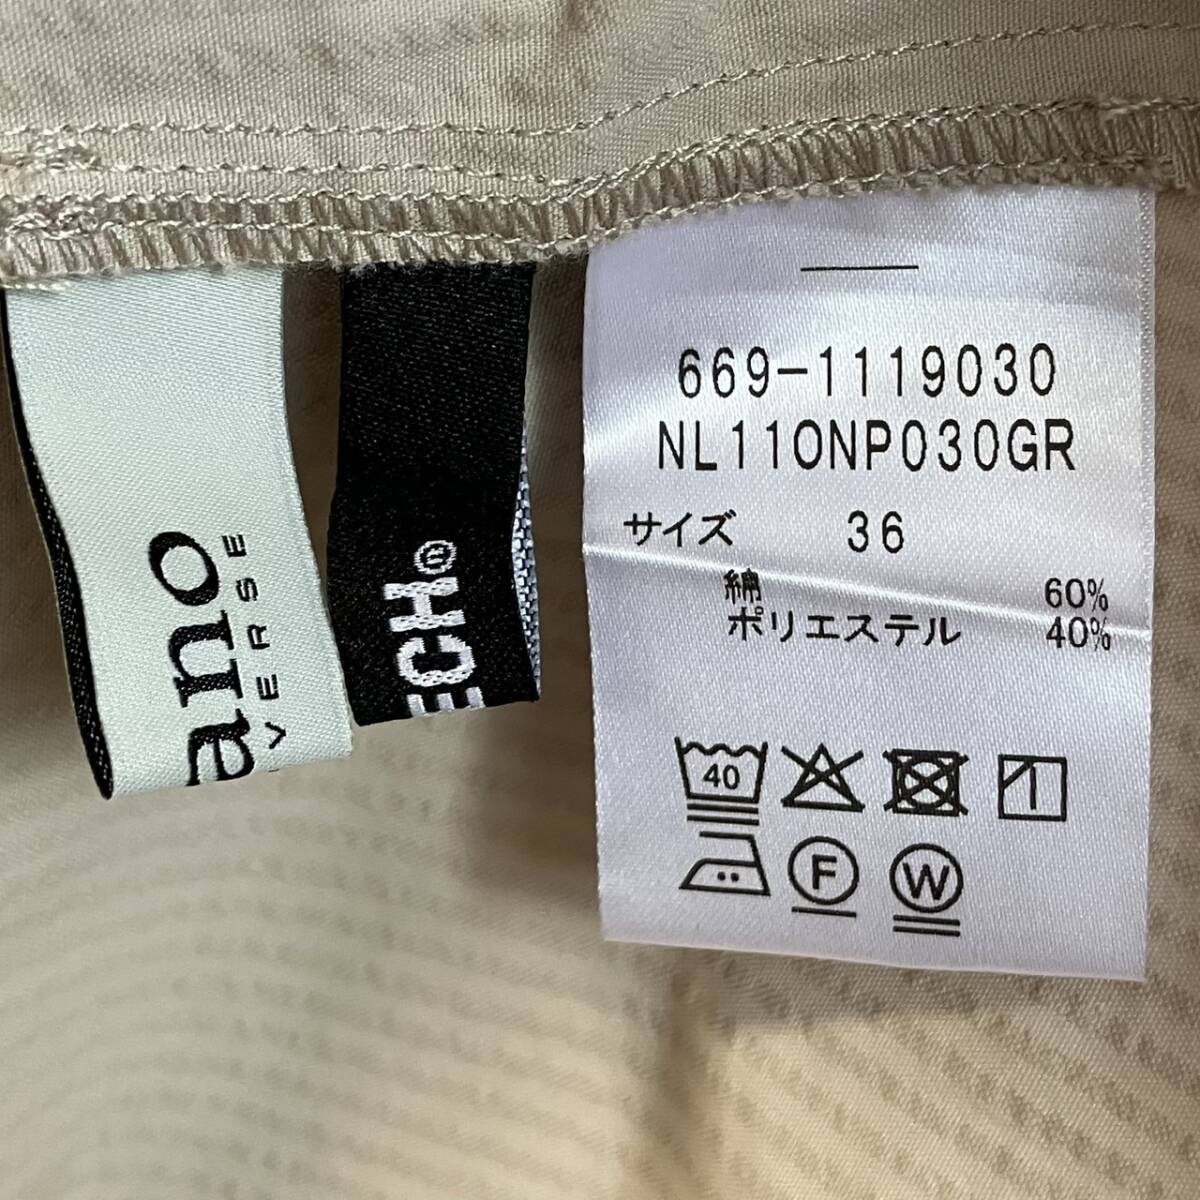 ano
VERSE
ECH®
669-1119030
NL11ONP030GR
サイズ 36
綿 60%
ポリエステル 40%
40
F
W